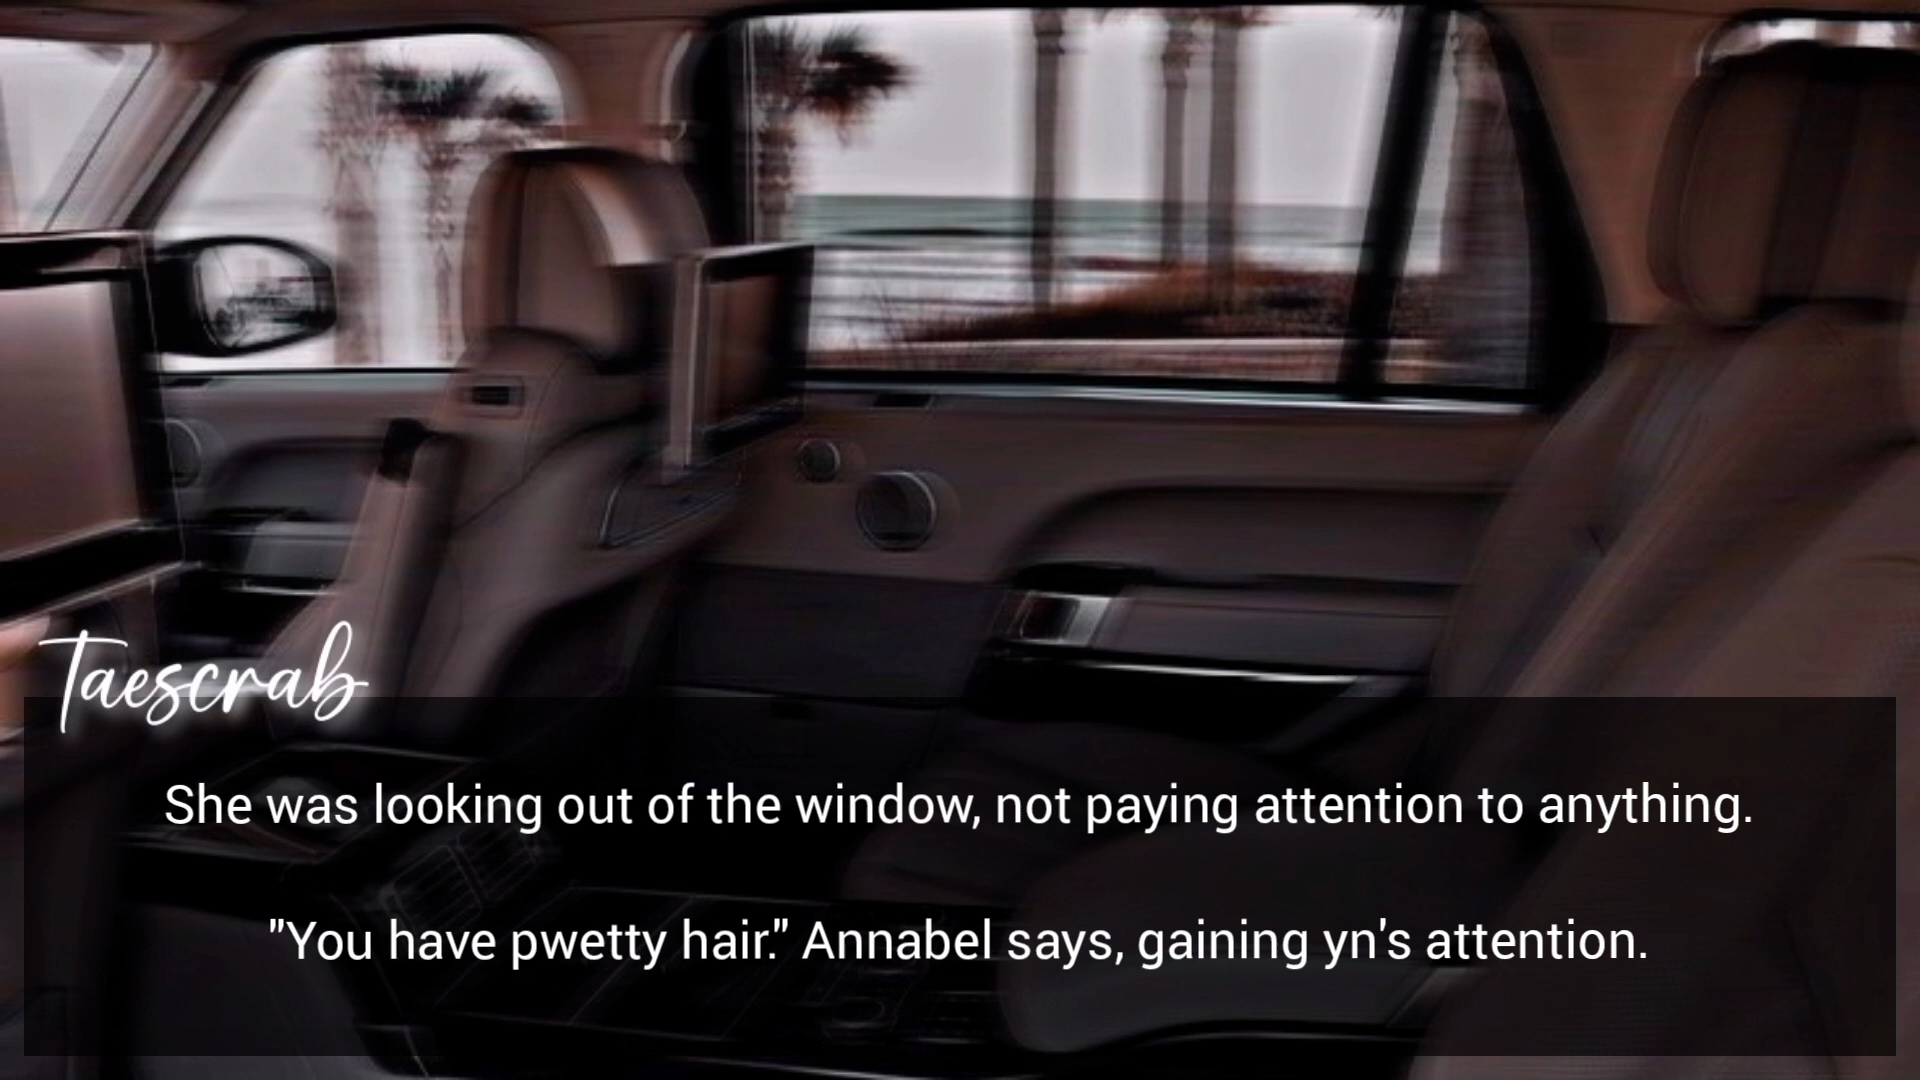 Taescrab
She was looking out of the window, not paying attention to anything.
"You have pwetty hair." Annabel says, gaining yn's attention.